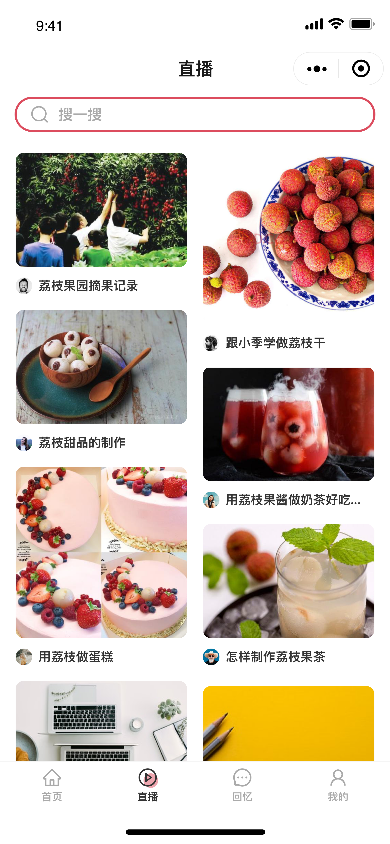 9:41
直播
搜一搜
荔枝果园摘果记录
跟小季学做荔枝干
荔枝甜品的制作
用荔枝果酱做奶茶好吃...
用荔枝做蛋糕
怎样制作荔枝果茶
首页
直播
回忆
我的